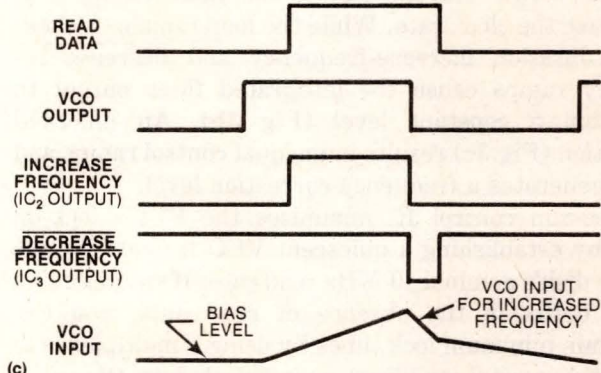 READ
DATA
VCO
OUTPUT
INCREASE
FREQUENCY
(IC2 OUTPUT)
DECREASE
FREQUENCY
(IC3 OUTPUT)
VCO
INPUT
BIAS
LEVEL
VCO INPUT
FOR INCREASED
FREQUENCY
(c)